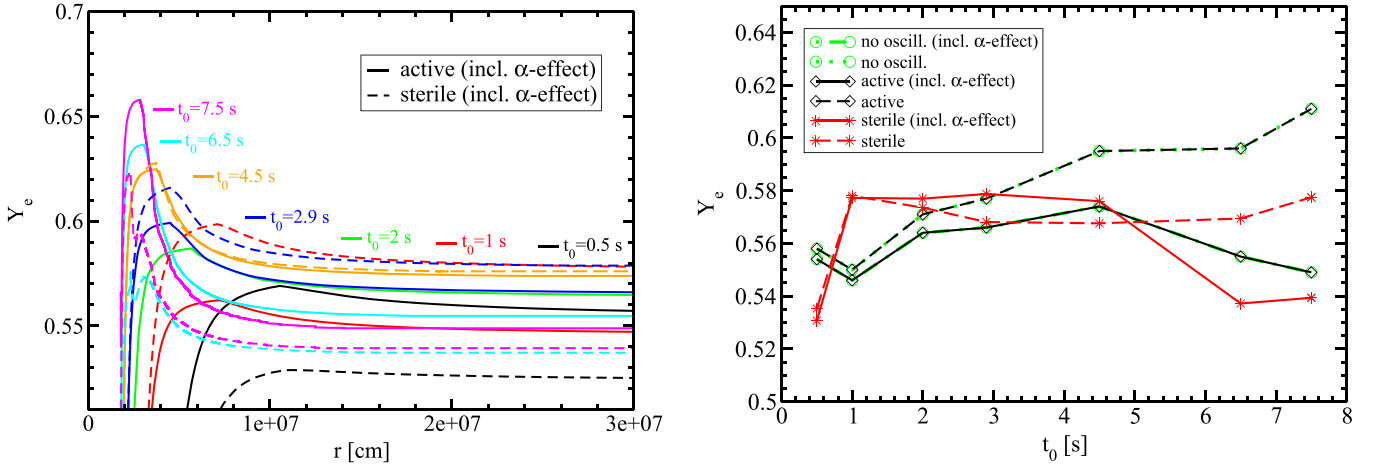 0.7
0.65
0.6
0.55
Y_e
0
1e+07
2e+07
3e+07
r [cm]
active (incl. α-effect)
sterile (incl. α-effect)
t_0=7.5 s
t_0=6.5 s
t_0=4.5 s
t_0=2.9 s
t_0=2 s
t_0=1 s
t_0=0.5 s
0.64
0.62
0.6
0.58
0.56
0.54
0.52
0.5
Y_e
0
1
2
3
4
5
6
7
8
t_0 [s]
no oscill. (incl. α-effect)
no oscill.
active (incl. α-effect)
active
sterile (incl. α-effect)
sterile